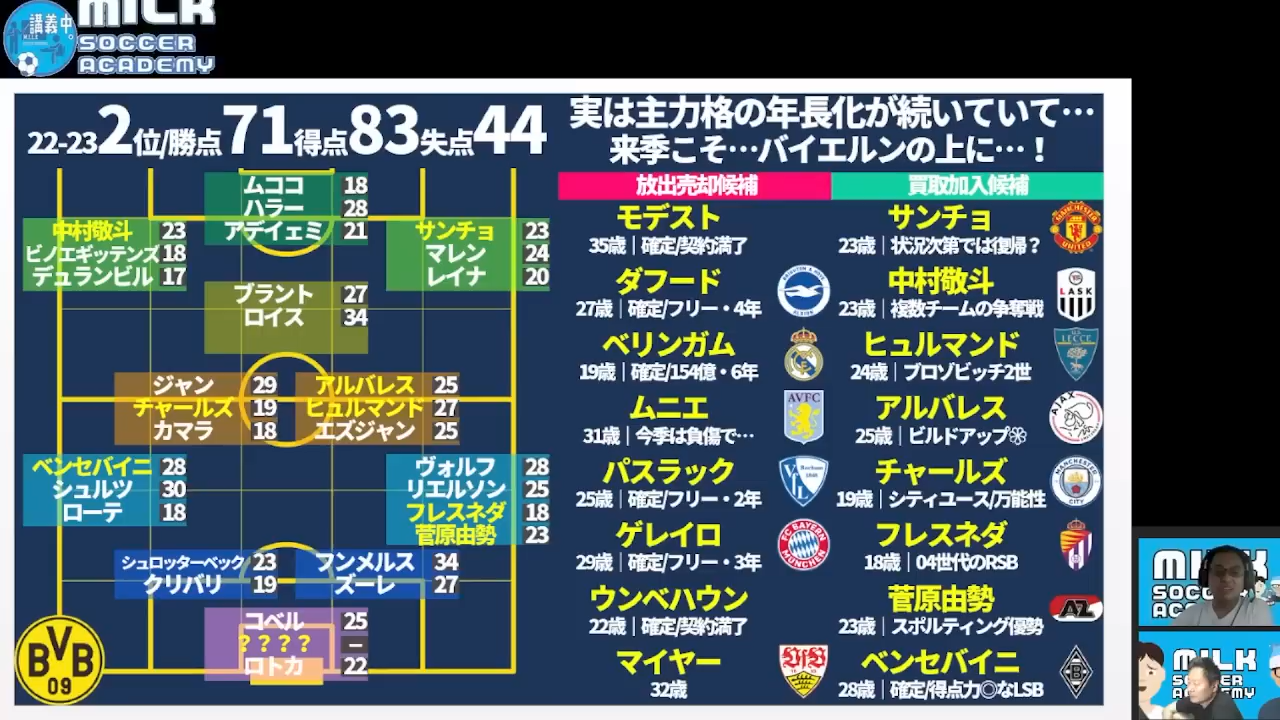 講義中。
MILK
SOCCER
ACADEMY
22-23 2位/勝点71得点83失点44
実は主力格の年長化が続いていて…
来季こそ…バイエルンの上に…！
ムココ 18
ハラー 28
アデイェミ 21
中村敬斗 23
ビノエギッテンズ 18
デュランビル 17
サンチョ 23
マレン 24
レイナ 20
ブラント 27
ロイス 34
ジャン 29
チャールズ 19
カマラ 18
アルバレス 25
ヒュルマンド 27
エズジャン 25
ベンセバイニ 28
シュルツ 30
ローテ 18
ヴォルフ 28
リエルソン 25
フレスネダ 18
菅原由勢 23
シュロッターベック 23
クリバリ 19
フンメルス 34
ズーレ 27
コベル 25
？？？？ –
ロトカ 22
BVB
09
放出売却候補
モデスト
35歳｜確定/契約満了
ダフード
27歳｜確定/フリー・4年
ベリンガム
19歳｜確定/154億・6年
ムニエ
31歳｜今季は負傷で…
AVFC
パスラック
25歳｜確定/フリー・2年
ゲレイロ
29歳｜確定/フリー・3年
FC BAYERN
MÜNCHEN
ウンベハウン
22歳｜確定/契約満了
マイヤー
32歳
買取加入候補
サンチョ
23歳｜状況次第では復帰？
MANCHESTER
UNITED
中村敬斗
23歳｜複数チームの争奪戦
LASK
ヒュルマンド
24歳｜ブロゾビッチ2世
LECCE
アルバレス
25歳｜ビルドアップ❀
AJAX
チャールズ
19歳｜シティユース/万能性
MANCHESTER
CITY
フレスネダ
18歳｜04世代のRSB
菅原由勢
23歳｜スポルティング優勢
AZ
ベンセバイニ
28歳｜確定/得点力◎なLSB
MILK
MILK
SOCCER
ACADEMY